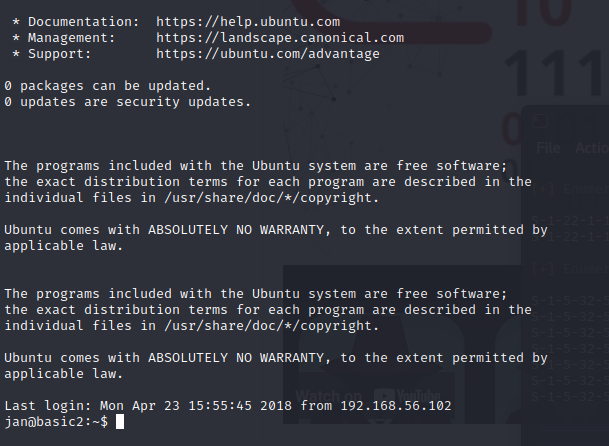 * Documentation:  https://help.ubuntu.com
 * Management:     https://landscape.canonical.com
 * Support:        https://ubuntu.com/advantage
0 packages can be updated.
0 updates are security updates.
The programs included with the Ubuntu system are free software;
the exact distribution terms for each program are described in the
individual files in /usr/share/doc/*/copyright.
Ubuntu comes with ABSOLUTELY NO WARRANTY, to the extent permitted by
applicable law.
The programs included with the Ubuntu system are free software;
the exact distribution terms for each program are described in the
individual files in /usr/share/doc/*/copyright.
Ubuntu comes with ABSOLUTELY NO WARRANTY, to the extent permitted by
applicable law.
Last login: Mon Apr 23 15:55:45 2018 from 192.168.56.102
jan@basic2:~$
10
111
File
Watch on YouTube